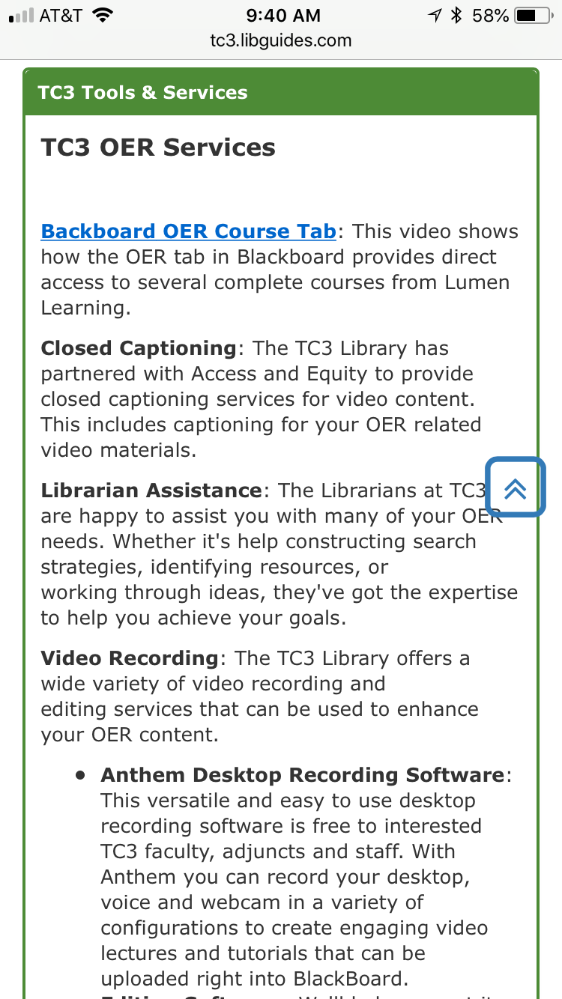 AT&T 9:40 AM 58%
tc3.libguides.com
TC3 Tools & Services
TC3 OER Services
Backboard OER Course Tab: This video shows
how the OER tab in Blackboard provides direct
access to several complete courses from Lumen
Learning.
Closed Captioning: The TC3 Library has
partnered with Access and Equity to provide
closed captioning services for video content.
This includes captioning for your OER related
video materials.
Librarian Assistance: The Librarians at TC3
are happy to assist you with many of your OER
needs. Whether it's help constructing search
strategies, identifying resources, or
working through ideas, they've got the expertise
to help you achieve your goals.
Video Recording: The TC3 Library offers a
wide variety of video recording and
editing services that can be used to enhance
your OER content.
• Anthem Desktop Recording Software:
This versatile and easy to use desktop
recording software is free to interested
TC3 faculty, adjuncts and staff. With
Anthem you can record your desktop,
voice and webcam in a variety of
configurations to create engaging video
lectures and tutorials that can be
uploaded right into BlackBoard.